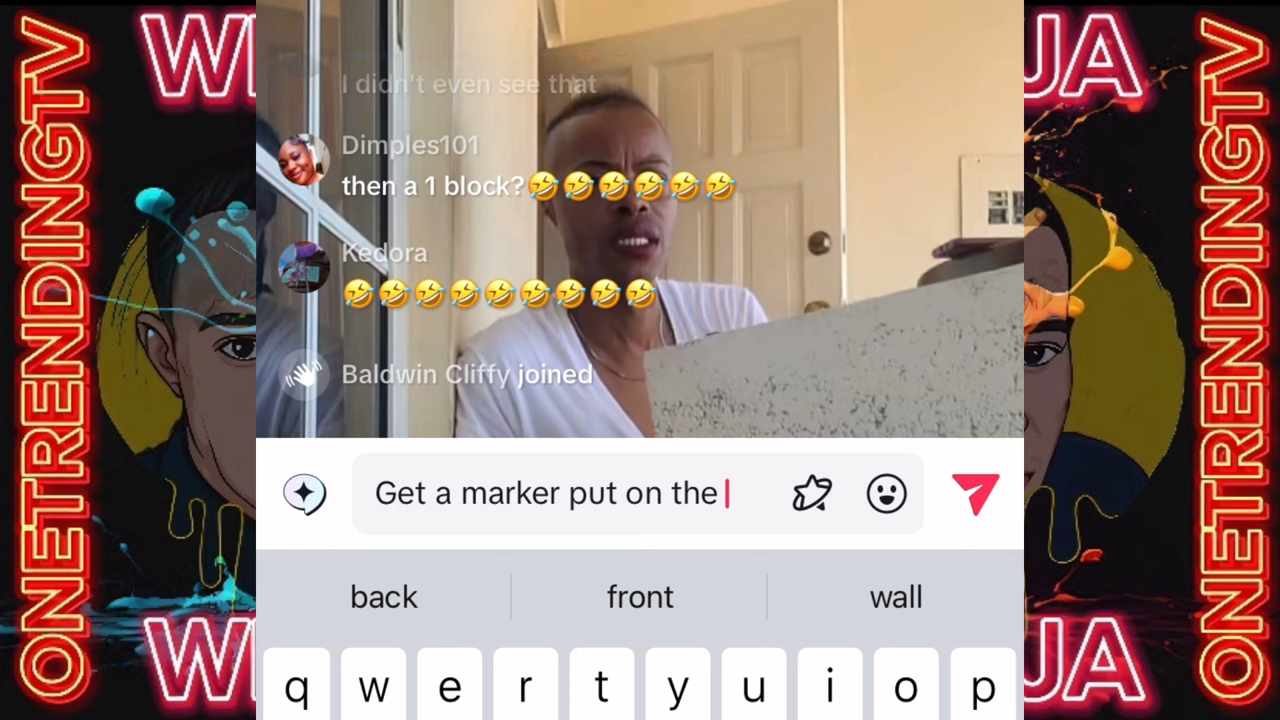 ONETRENDINGTV
I didn't even see that
Dimples101
then a 1 block?🤣🤣🤣🤣🤣🤣
Kedora
🤣🤣🤣🤣🤣🤣🤣🤣🤣
Baldwin Cliffy joined
Get a marker put on the
back front wall
q w e r t y u i o p
ONETRENDINGTV